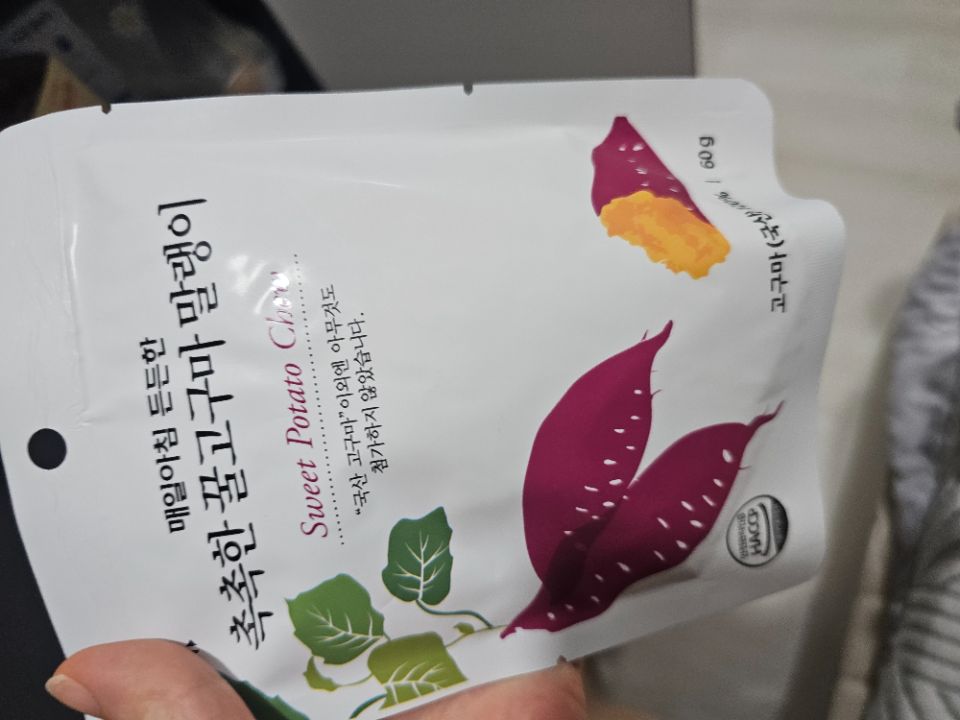 매일아침 든든한
촉촉한 꿀고구마 말랭이
Sweet Potato Chew
“국산 고구마”이외엔 아무것도
첨가하지 않았습니다.
고구마(국산) 100% / 60g
HACCP